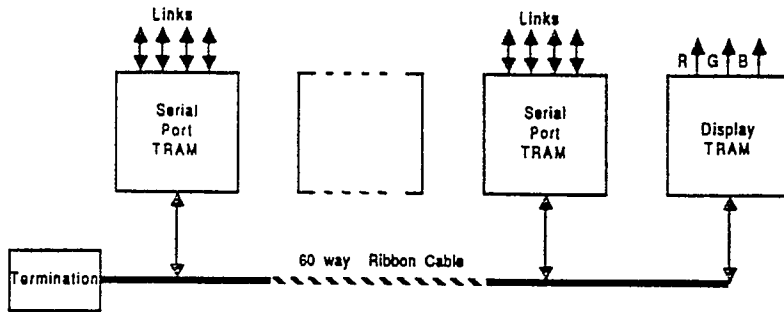 Links
Links
R G B
Serial
Port
TRAM
Serial
Port
TRAM
Display
TRAM
60 way Ribbon Cable
Termination